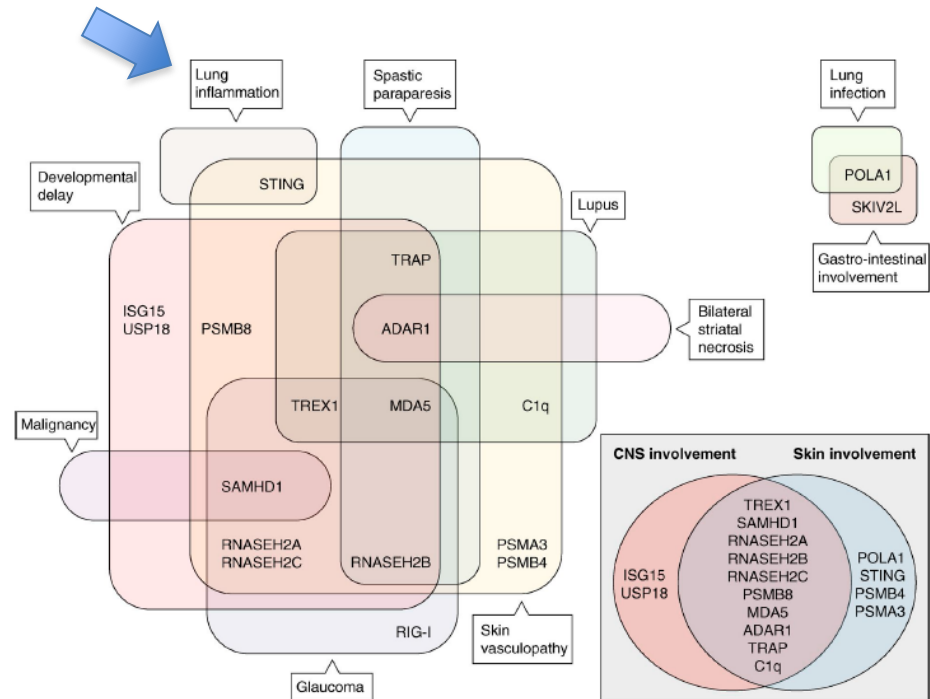 Lung
inflammation
Spastic
paraparesis
Lung
infection
POLA1
SKIV2L
Gastro-intestinal
involvement
Developmental
delay
STING
Lupus
TRAP
ISG15
USP18
PSMB8
ADAR1
Bilateral
striatal
necrosis
TREX1
MDA5
C1q
Malignancy
SAMHD1
RNASEH2A
RNASEH2C
RNASEH2B
PSMA3
PSMB4
RIG-I
Skin
vasculopathy
Glaucoma
CNS involvement
Skin involvement
ISG15
USP18
TREX1
SAMHD1
RNASEH2A
RNASEH2B
RNASEH2C
PSMB8
MDA5
ADAR1
TRAP
C1q
POLA1
STING
PSMB4
PSMA3